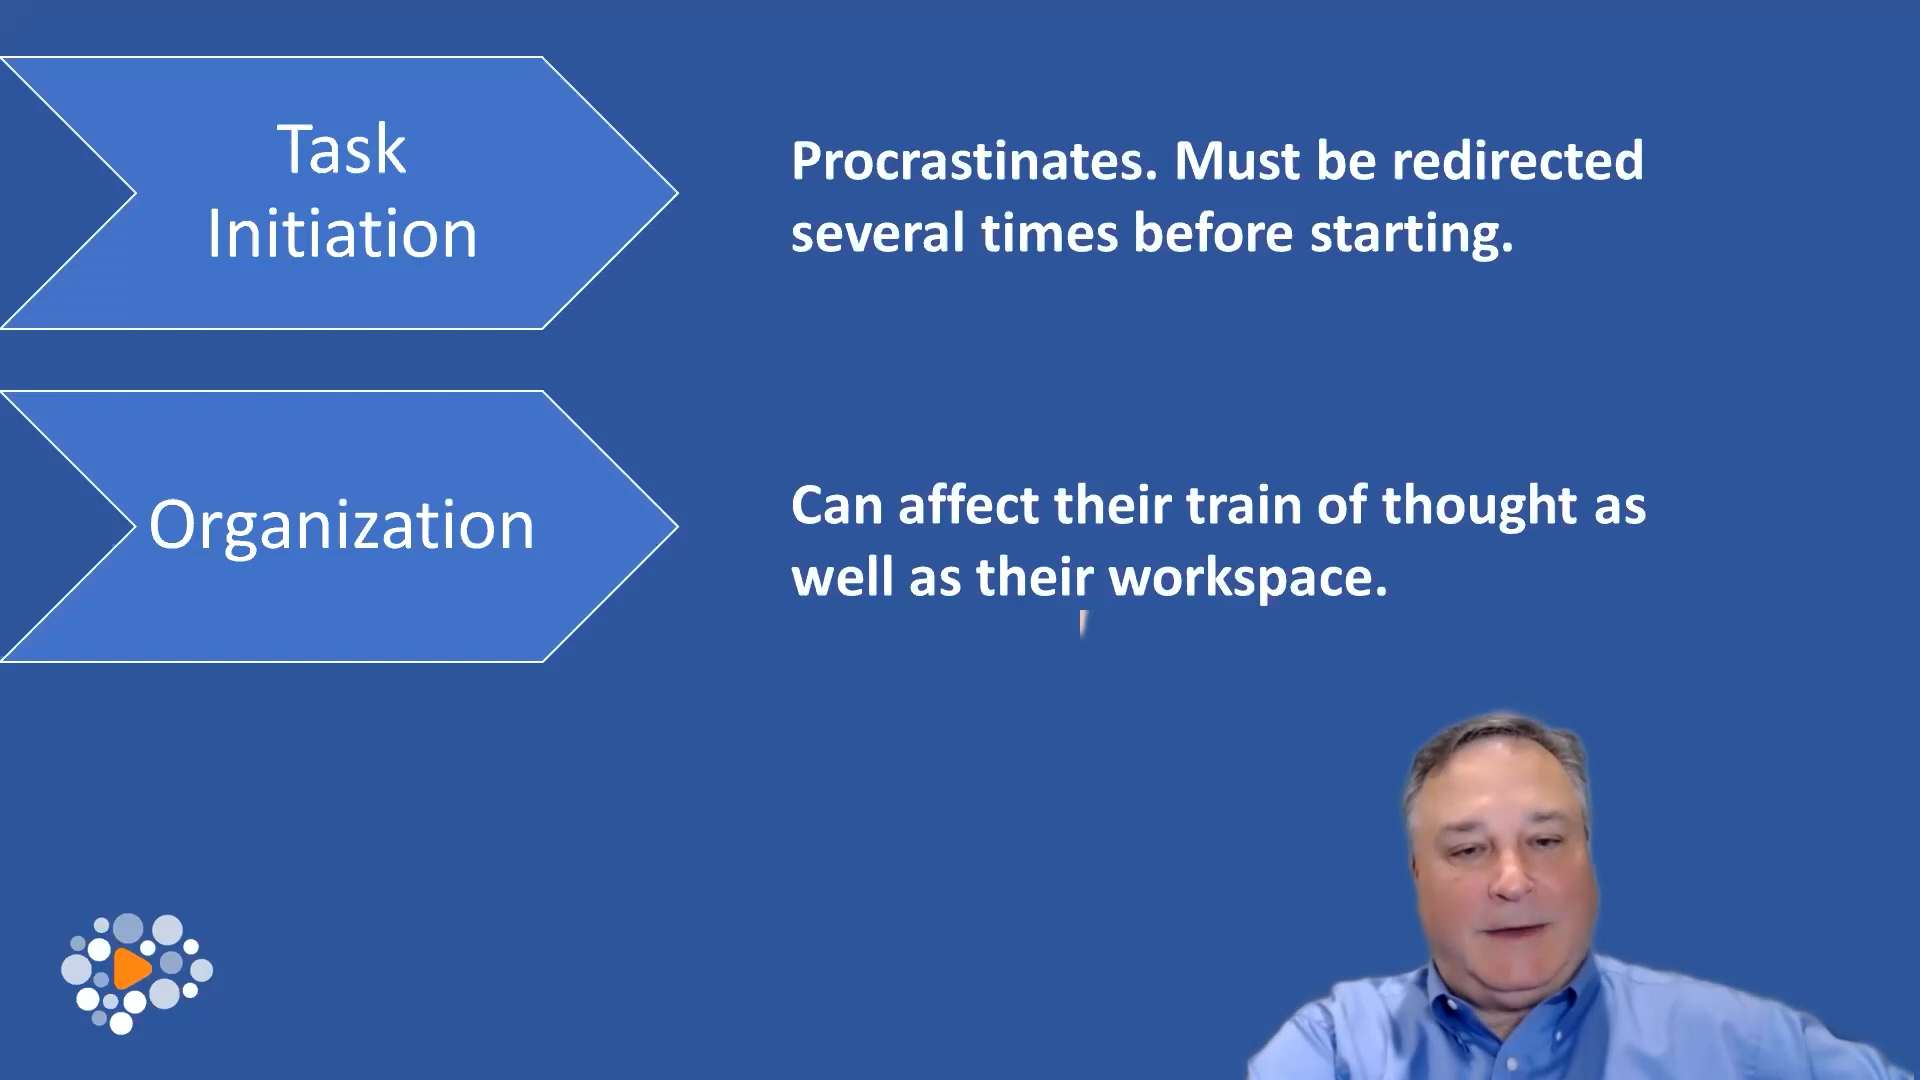 Task
Initiation
Procrastinates. Must be redirected
several times before starting.
Organization
Can affect their train of thought as
well as their workspace.